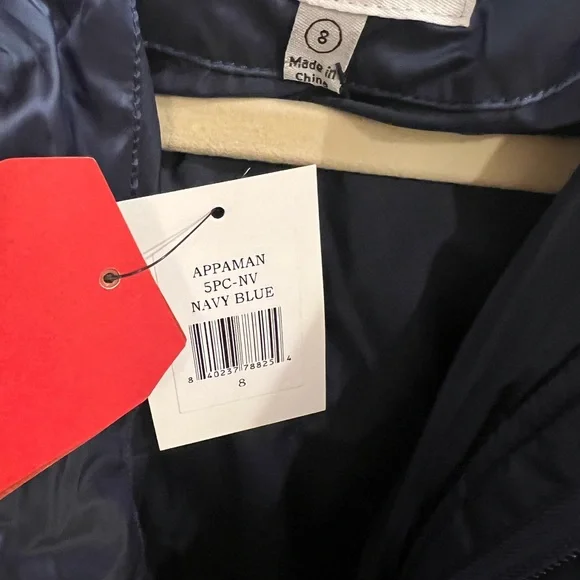 8
Made in
China
APPAMAN
5PC-NV
NAVY BLUE
8 40237 78825 4
8